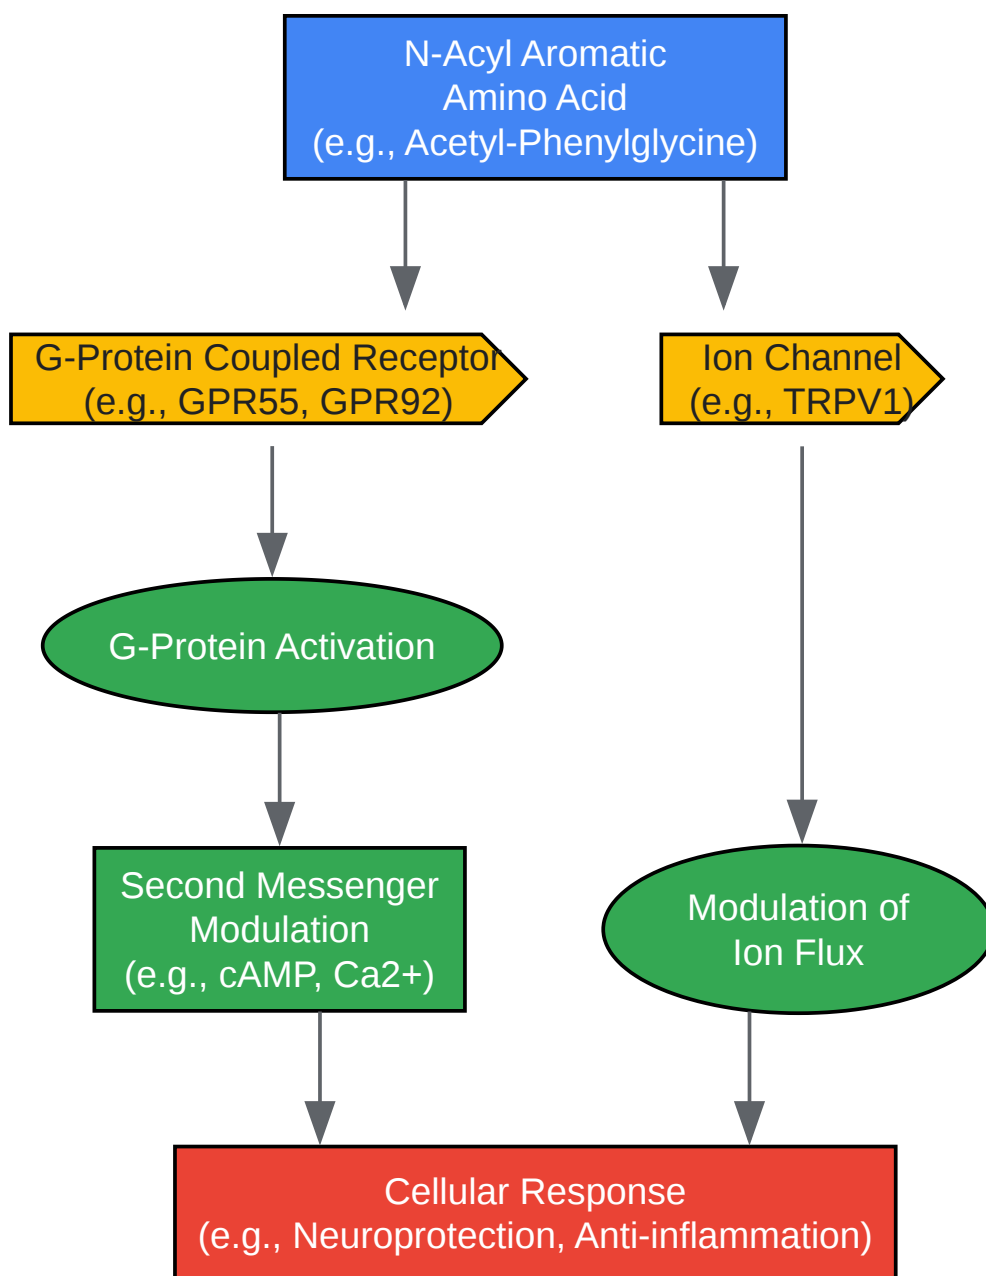 N-Acyl Aromatic
Amino Acid
(e.g., Acetyl-Phenylglycine)
G-Protein Coupled Receptor
(e.g., GPR55, GPR92)
Ion Channel
(e.g., TRPV1)
G-Protein Activation
Second Messenger
Modulation
(e.g., cAMP, Ca2+)
Modulation of
Ion Flux
Cellular Response
(e.g., Neuroprotection, Anti-inflammation)